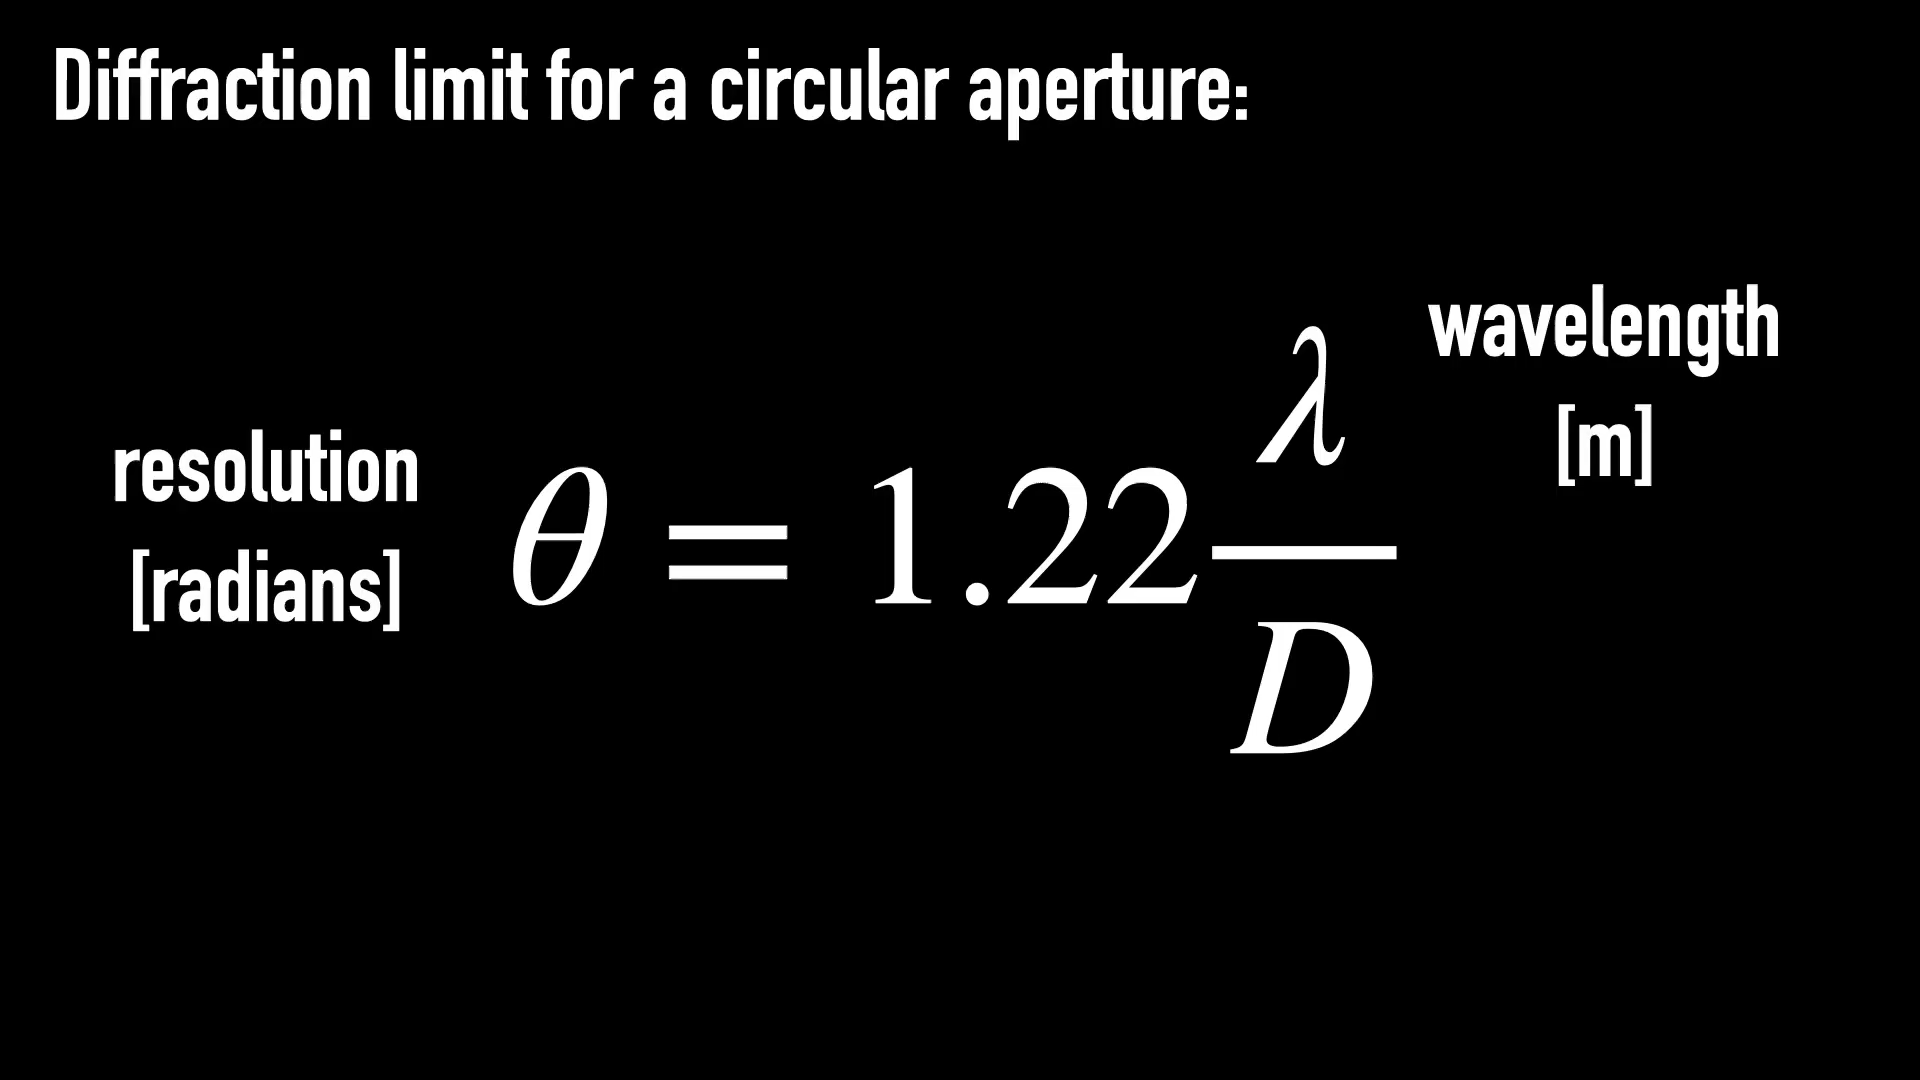 Diffraction limit for a circular aperture:
wavelength
[m]
resolution
[radians]
θ = 1.22 λ / D